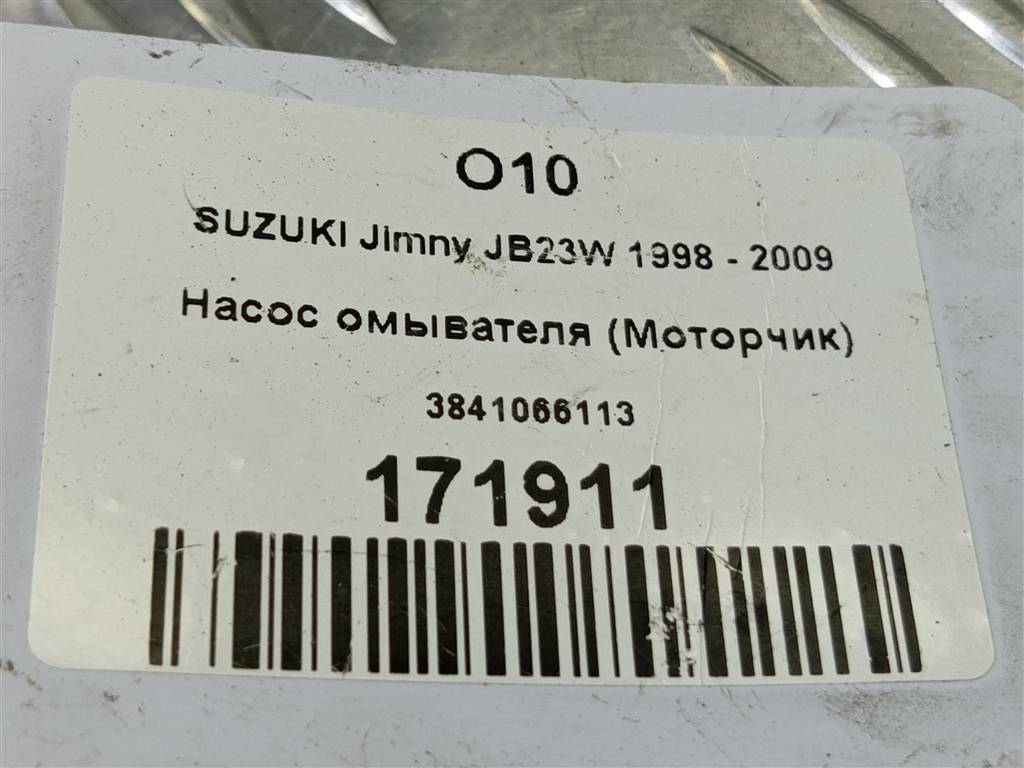 O10
SUZUKI Jimny JB23W 1998 - 2009
Насос омывателя (Моторчик)
3841066113
171911